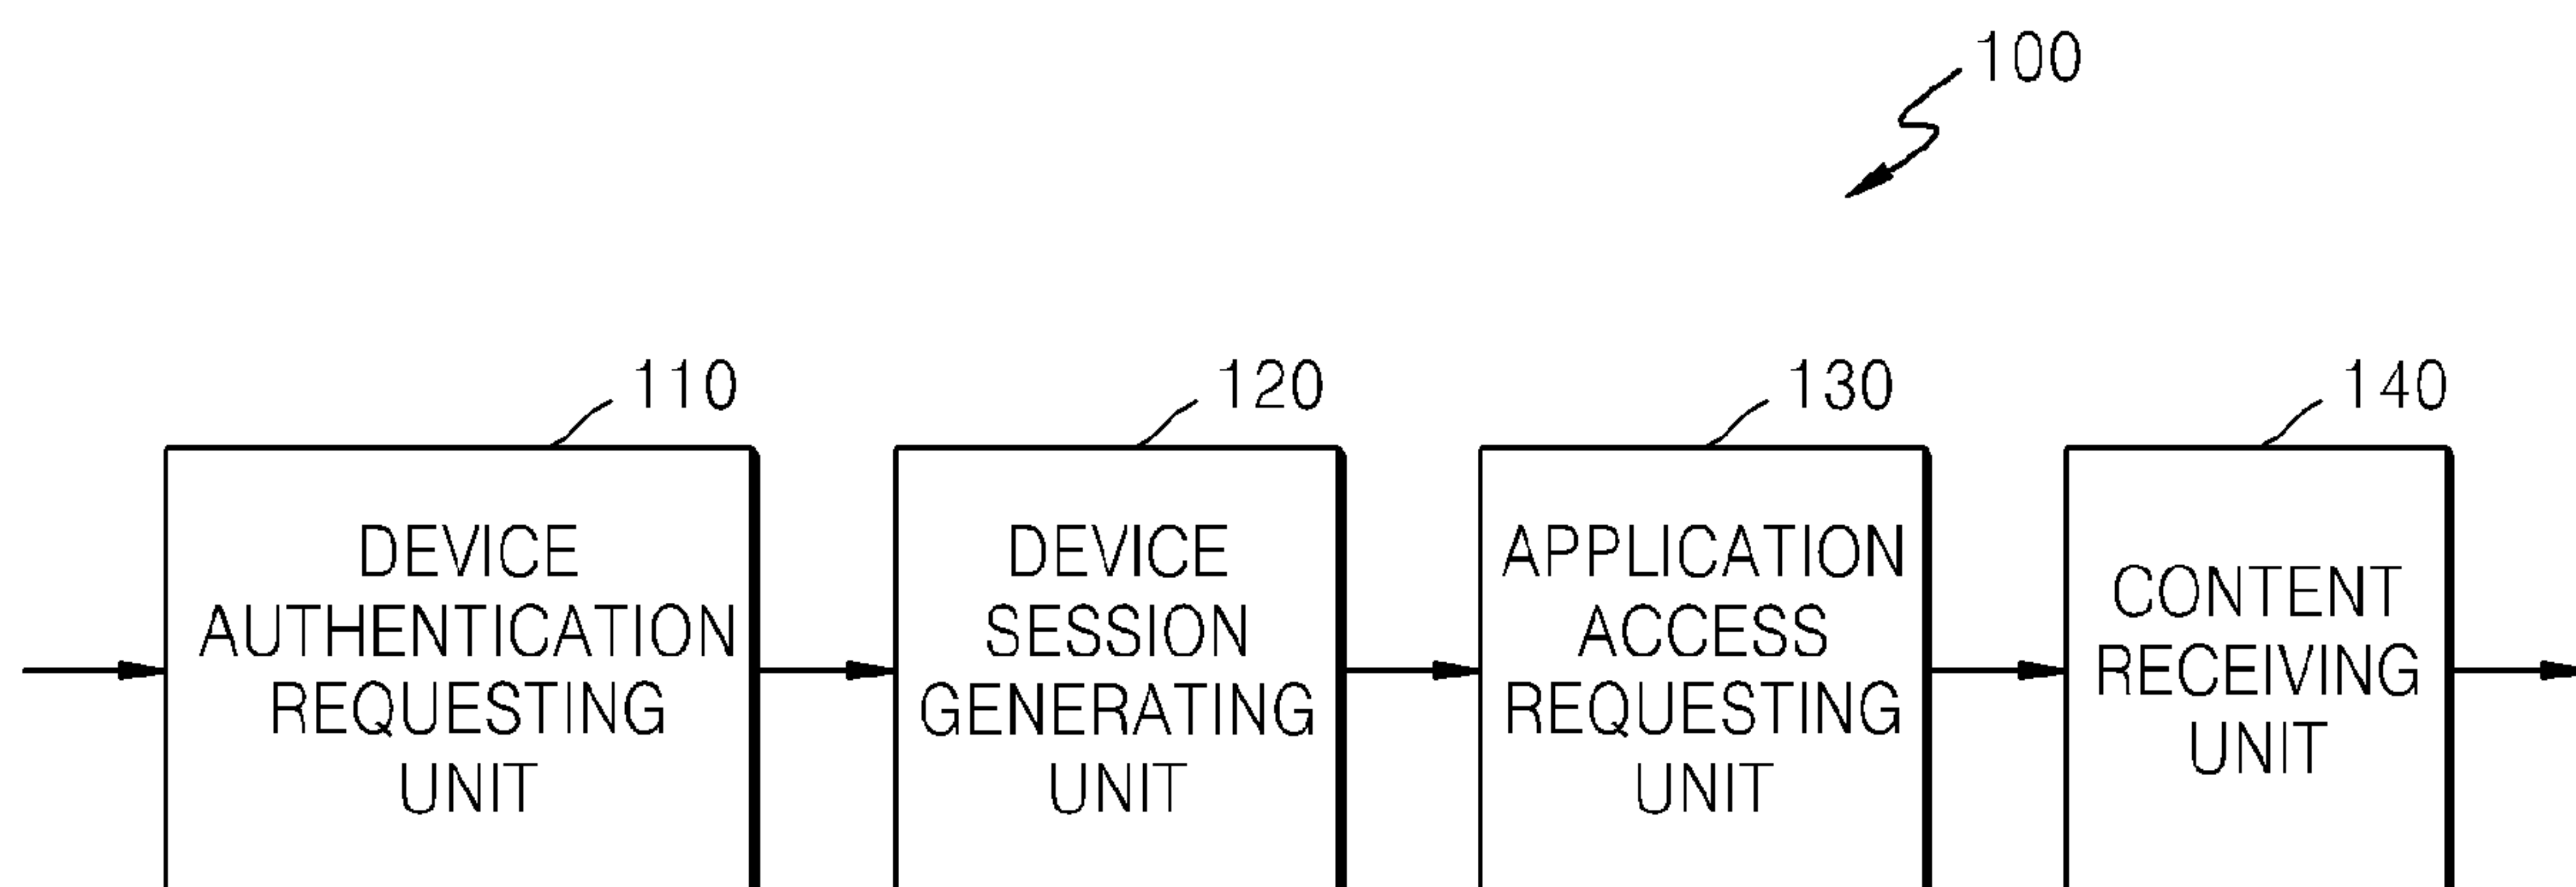 100
110
120
130
140
DEVICE
AUTHENTICATION
REQUESTING
UNIT
DEVICE
SESSION
GENERATING
UNIT
APPLICATION
ACCESS
REQUESTING
UNIT
CONTENT
RECEIVING
UNIT